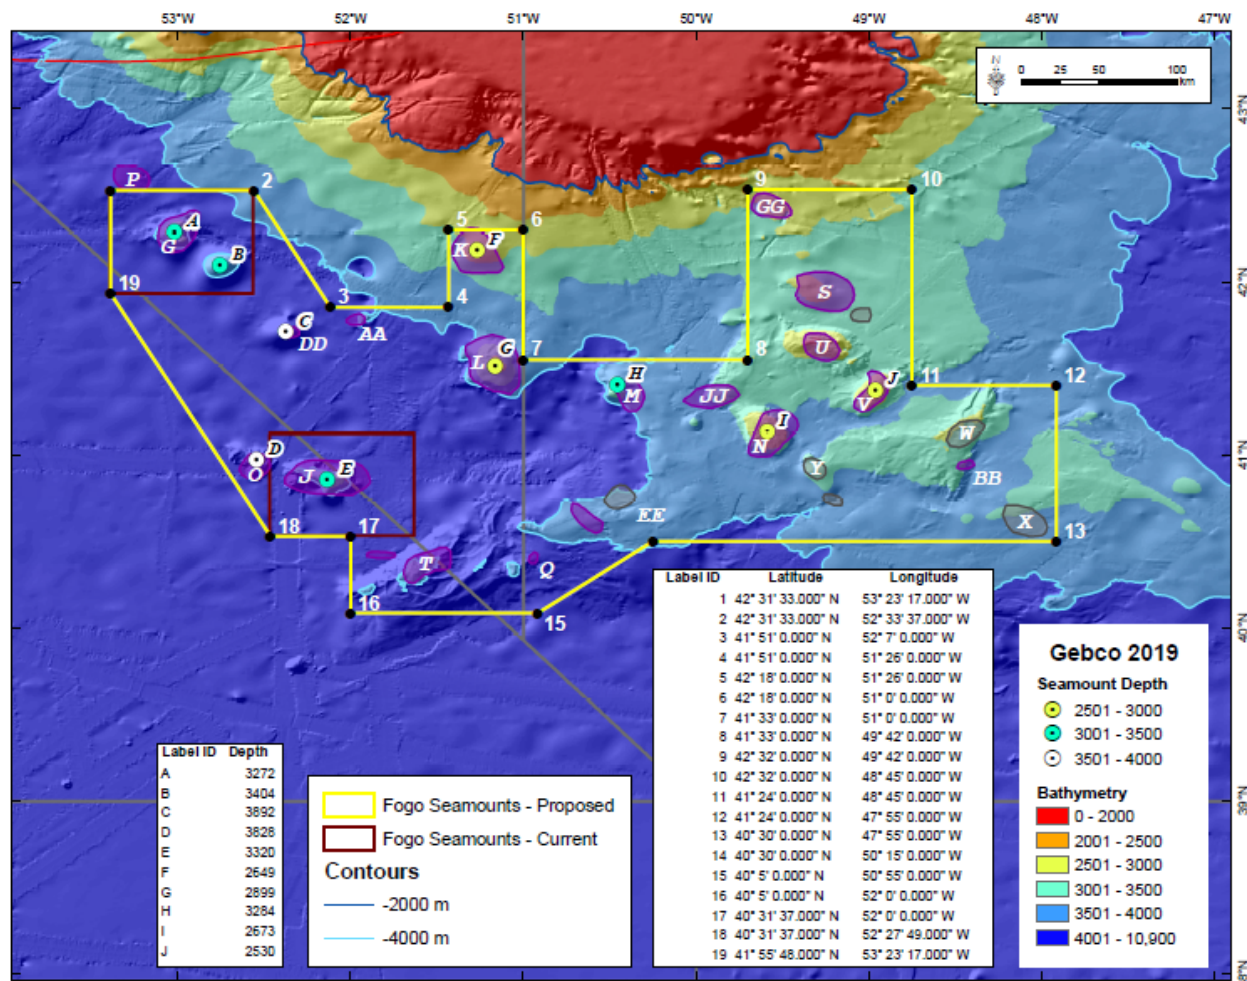 53°W 52°W 51°W 50°W 49°W 48°W 47°W
N
0 25 50 100
km
43°N
P 2 9 10
GG
A 5 6
G K F
B
42°N
19 S
3 4
C AA
DD U
L G 7 8
H J 11 12
M JJ V
I
N W
D 41°N
O J E Y BB
EE
X
18 17 13
T Q
16 15
40°N
Label ID Latitude Longitude
1 42° 31' 33.000" N 53° 23' 17.000" W
2 42° 31' 33.000" N 52° 33' 37.000" W
3 41° 51' 0.000" N 52° 7' 0.000" W
4 41° 51' 0.000" N 51° 26' 0.000" W
5 42° 18' 0.000" N 51° 26' 0.000" W
6 42° 18' 0.000" N 51° 0' 0.000" W
7 41° 33' 0.000" N 51° 0' 0.000" W
8 41° 33' 0.000" N 49° 42' 0.000" W
9 42° 32' 0.000" N 49° 42' 0.000" W
10 42° 32' 0.000" N 48° 45' 0.000" W
11 41° 24' 0.000" N 48° 45' 0.000" W
12 41° 24' 0.000" N 47° 55' 0.000" W
13 40° 30' 0.000" N 47° 55' 0.000" W
14 40° 30' 0.000" N 50° 15' 0.000" W
15 40° 5' 0.000" N 50° 55' 0.000" W
16 40° 5' 0.000" N 52° 0' 0.000" W
17 40° 31' 37.000" N 52° 0' 0.000" W
18 40° 31' 37.000" N 52° 27' 49.000" W
19 41° 55' 48.000" N 53° 23' 17.000" W
Label ID Depth
A 3272
B 3404
C 3892
D 3828
E 3320
F 2649
G 2899
H 3284
I 2673
J 2530
Fogo Seamounts - Proposed
Fogo Seamounts - Current
Contours
-2000 m
-4000 m
Gebco 2019
Seamount Depth
2501 - 3000
3001 - 3500
3501 - 4000
Bathymetry
0 - 2000
2001 - 2500
2501 - 3000
3001 - 3500
3501 - 4000
4001 - 10,900
39°N
8°N